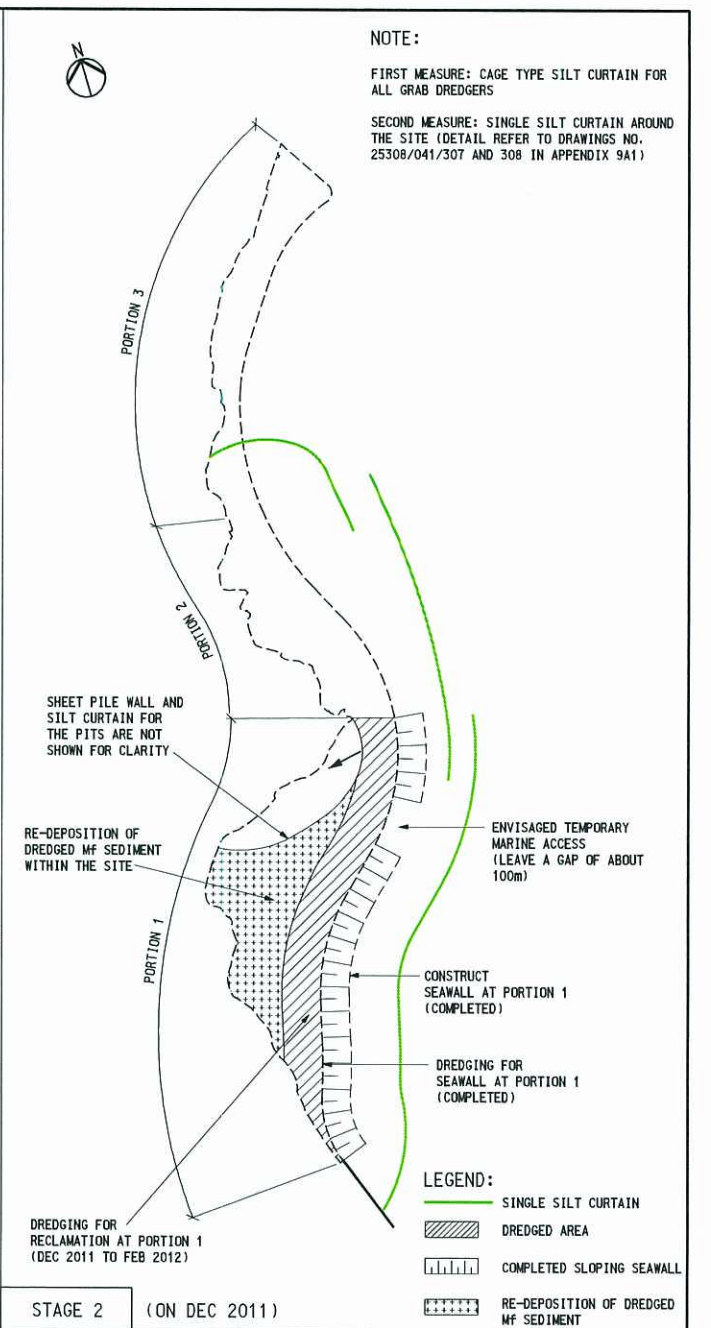 N
NOTE:
FIRST MEASURE: CAGE TYPE SILT CURTAIN FOR
ALL GRAB DREDGERS
SECOND MEASURE: SINGLE SILT CURTAIN AROUND
THE SITE (DETAIL REFER TO DRAWINGS NO.
25308/041/307 AND 308 IN APPENDIX 9A1)
PORTION 3
PORTION 2
SHEET PILE WALL AND
SILT CURTAIN FOR
THE PITS ARE NOT
SHOWN FOR CLARITY
RE-DEPOSITION OF
DREDGED Mf SEDIMENT
WITHIN THE SITE
ENVISAGED TEMPORARY
MARINE ACCESS
(LEAVE A GAP OF ABOUT
100m)
PORTION 1
CONSTRUCT
SEAWALL AT PORTION 1
(COMPLETED)
DREDGING FOR
SEAWALL AT PORTION 1
(COMPLETED)
DREDGING FOR
RECLAMATION AT PORTION 1
(DEC 2011 TO FEB 2012)
LEGEND:
SINGLE SILT CURTAIN
DREDGED AREA
COMPLETED SLOPING SEAWALL
RE-DEPOSITION OF DREDGED
Mf SEDIMENT
STAGE 2 (ON DEC 2011)